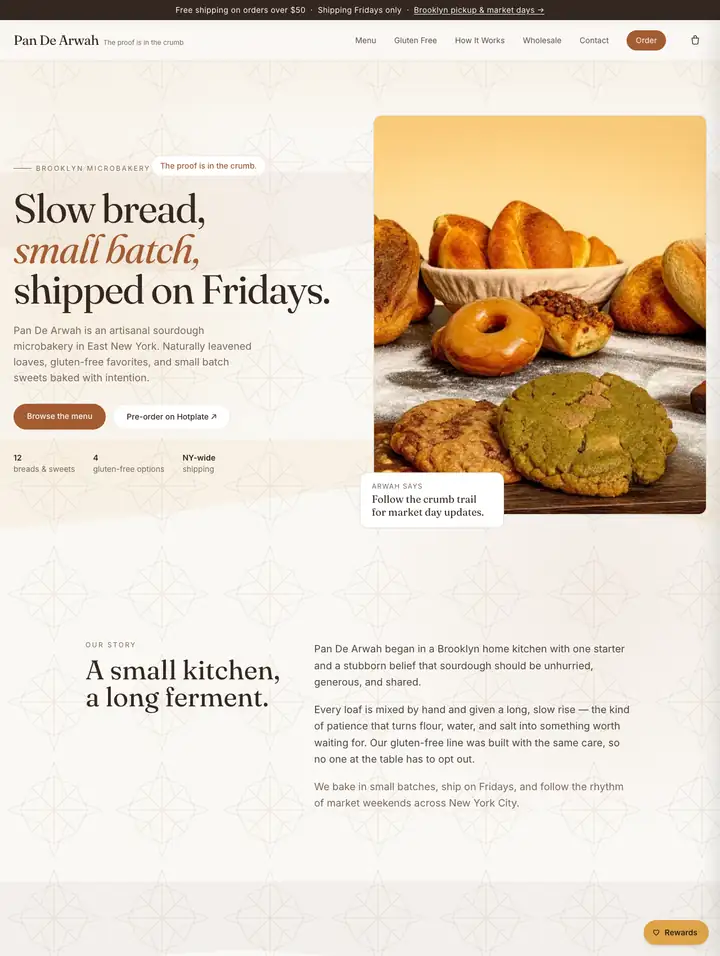 Free shipping on orders over $50 · Shipping Fridays only · Brooklyn pickup & market days →
Pan De Arwah The proof is in the crumb
Menu Gluten Free How It Works Wholesale Contact Order
BROOKLYN MICROBAKERY The proof is in the crumb.
Slow bread,
small batch,
shipped on Fridays.
Pan De Arwah is an artisanal sourdough
microbakery in East New York. Naturally leavened
loaves, gluten-free favorites, and small batch
sweets baked with intention.
Browse the menu Pre-order on Hotplate ↗
12 4 NY-wide
breads & sweets gluten-free options shipping
ARWAH SAYS
Follow the crumb trail
for market day updates.
OUR STORY
A small kitchen,
a long ferment.
Pan De Arwah began in a Brooklyn home kitchen with one starter
and a stubborn belief that sourdough should be unhurried,
generous, and shared.
Every loaf is mixed by hand and given a long, slow rise — the kind
of patience that turns flour, water, and salt into something worth
waiting for. Our gluten-free line was built with the same care, so
no one at the table has to opt out.
We bake in small batches, ship on Fridays, and follow the rhythm
of market weekends across New York City.
Rewards